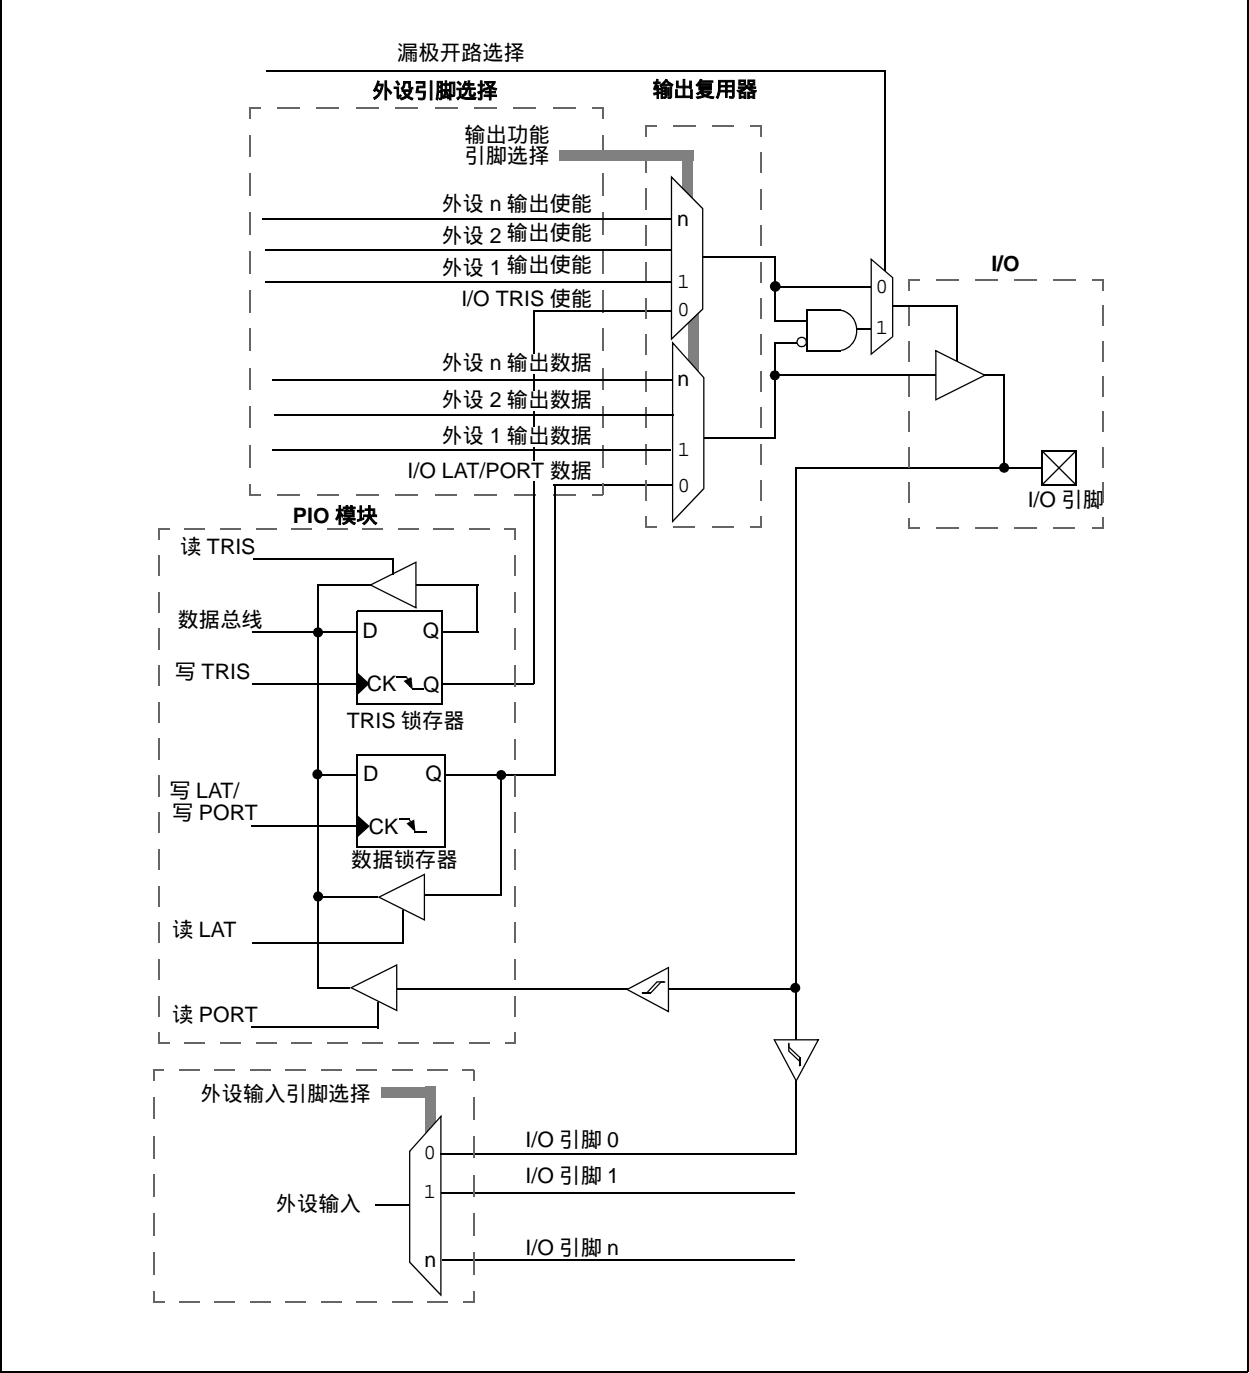 漏极开路选择
外设引脚选择
输出复用器
输出功能
引脚选择
外设 n 输出使能
n
外设 2 输出使能
外设 1 输出使能
1
I/O TRIS 使能
0
I/O
0
1
外设 n 输出数据
n
外设 2 输出数据
外设 1 输出数据
1
I/O LAT/PORT 数据
0
I/O 引脚
PIO 模块
读 TRIS
数据总线
D
Q
写 TRIS
CK
Q
TRIS 锁存器
D
Q
写 LAT/
写 PORT
CK
数据锁存器
读 LAT
读 PORT
外设输入引脚选择
0
I/O 引脚 0
1
I/O 引脚 1
外设输入
n
I/O 引脚 n